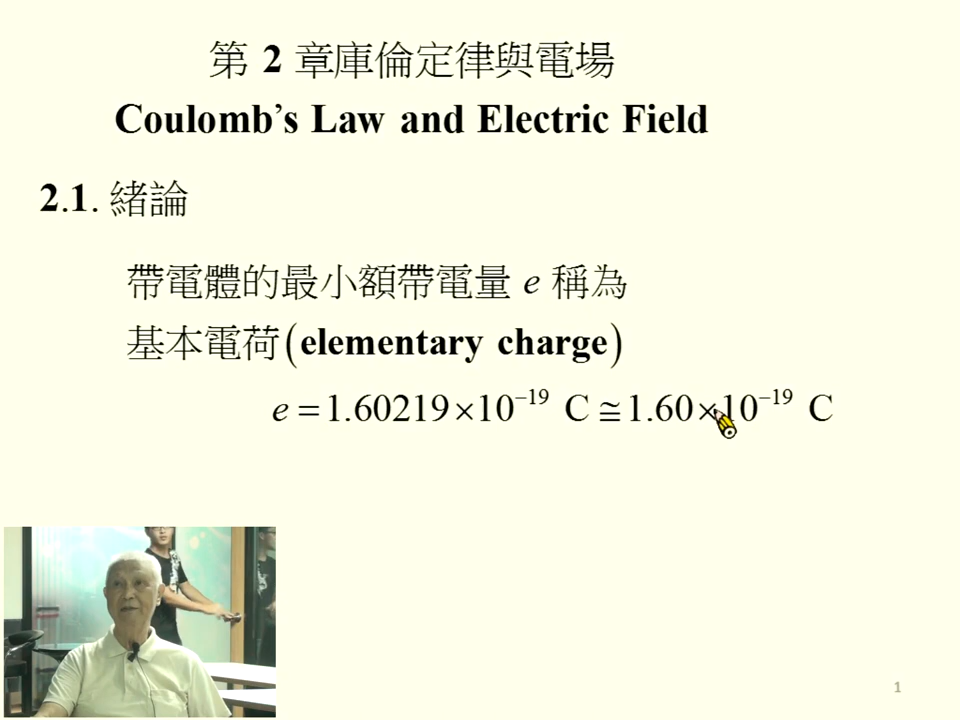 第 2 章庫倫定律與電場
Coulomb's Law and Electric Field
2.1. 緒論
帶電體的最小額帶電量 e 稱為
基本電荷(elementary charge)
e = 1.60219 × 10⁻¹⁹ C ≅ 1.60 × 10⁻¹⁹ C
1